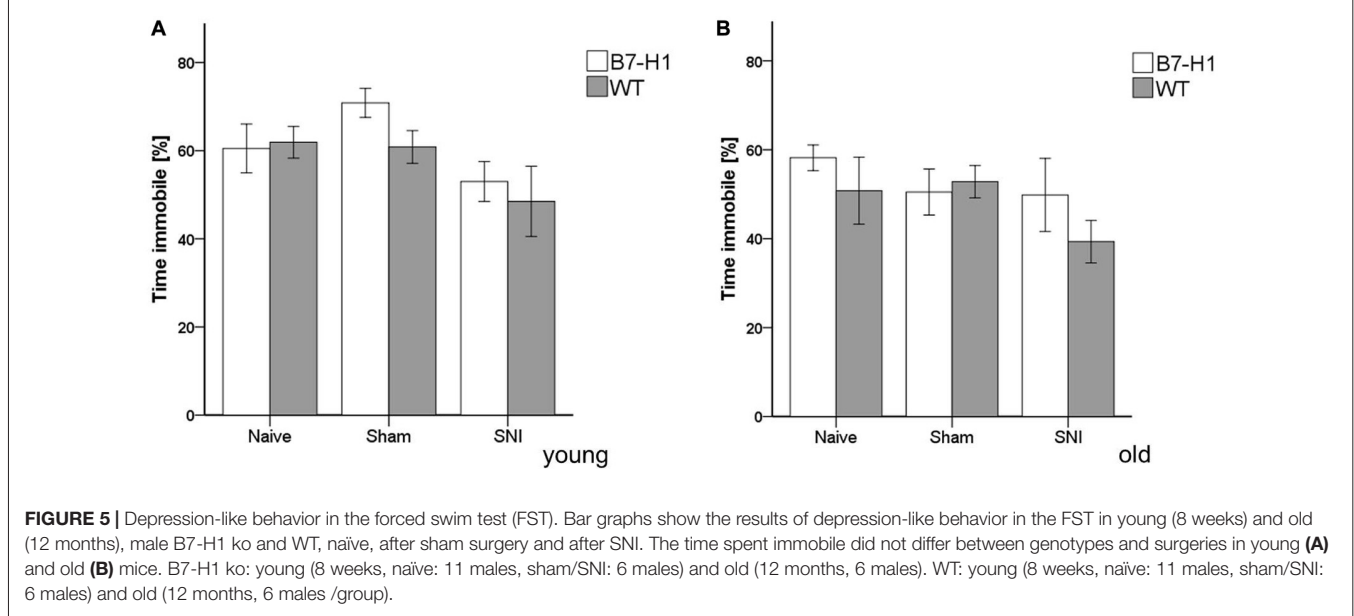 A
Time immobile [%]
80
60
40
20
0
Naive Sham SNI
young
B7-H1
WT
B
Time immobile [%]
80
60
40
20
0
Naive Sham SNI
old
B7-H1
WT
FIGURE 5 | Depression-like behavior in the forced swim test (FST). Bar graphs show the results of depression-like behavior in the FST in young (8 weeks) and old
(12 months), male B7-H1 ko and WT, naïve, after sham surgery and after SNI. The time spent immobile did not differ between genotypes and surgeries in young (A)
and old (B) mice. B7-H1 ko: young (8 weeks, naïve: 11 males, sham/SNI: 6 males) and old (12 months, 6 males). WT: young (8 weeks, naïve: 11 males, sham/SNI:
6 males) and old (12 months, 6 males /group).